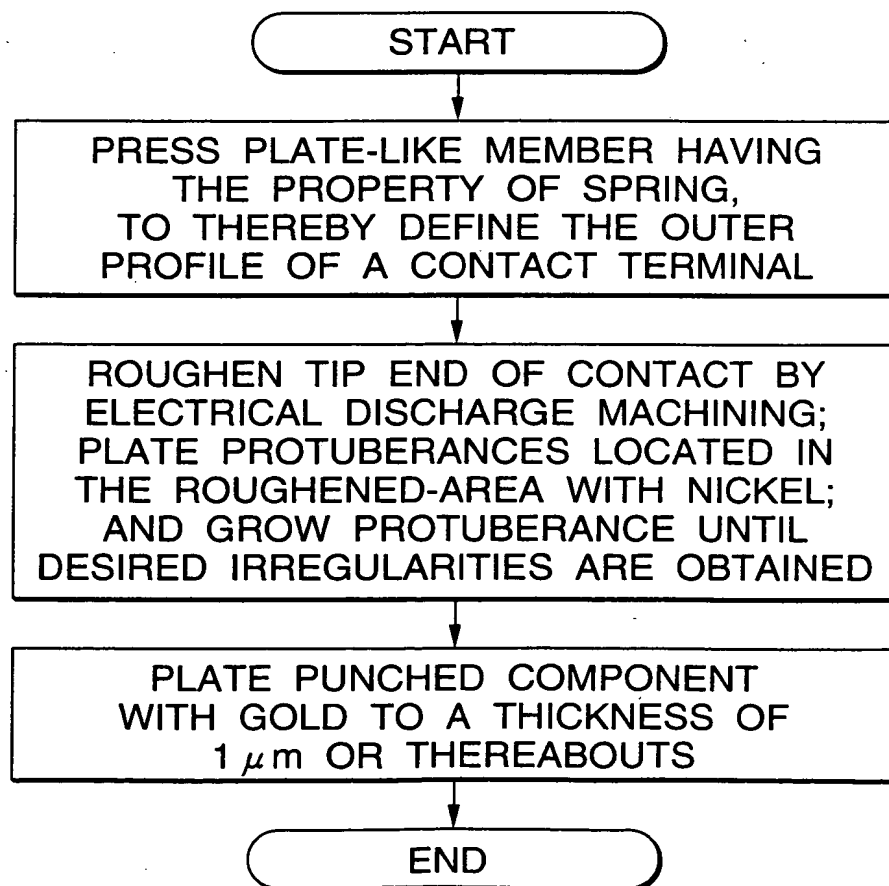 START
PRESS PLATE-LIKE MEMBER HAVING
THE PROPERTY OF SPRING,
TO THEREBY DEFINE THE OUTER
PROFILE OF A CONTACT TERMINAL
ROUGHEN TIP END OF CONTACT BY
ELECTRICAL DISCHARGE MACHINING;
PLATE PROTUBERANCES LOCATED IN
THE ROUGHENED-AREA WITH NICKEL;
AND GROW PROTUBERANCE UNTIL
DESIRED IRREGULARITIES ARE OBTAINED
PLATE PUNCHED COMPONENT
WITH GOLD TO A THICKNESS OF
1 μm OR THEREABOUTS
END